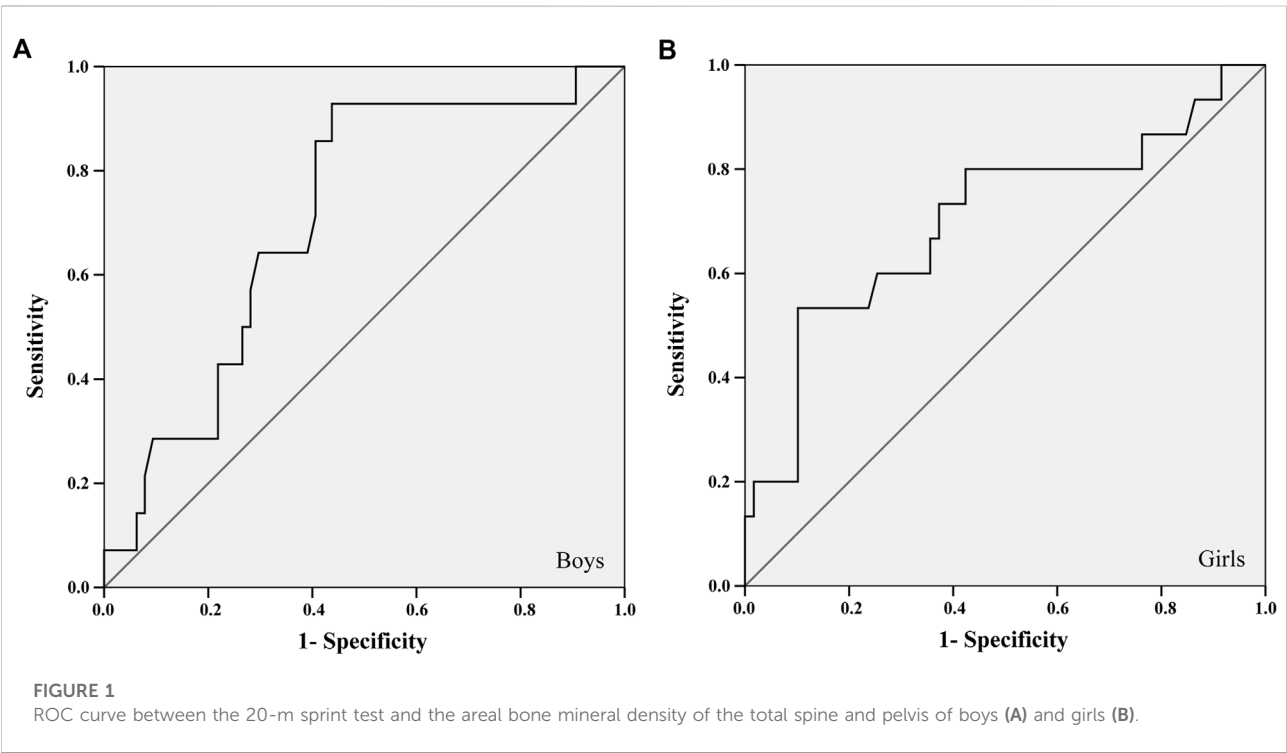 A
1.0
0.8
0.6
0.4
0.2
0.0
Sensitivity
0.0 0.2 0.4 0.6 0.8 1.0
1- Specificity
Boys
B
1.0
0.8
0.6
0.4
0.2
0.0
Sensitivity
0.0 0.2 0.4 0.6 0.8 1.0
1- Specificity
Girls
FIGURE 1
ROC curve between the 20-m sprint test and the areal bone mineral density of the total spine and pelvis of boys (A) and girls (B).